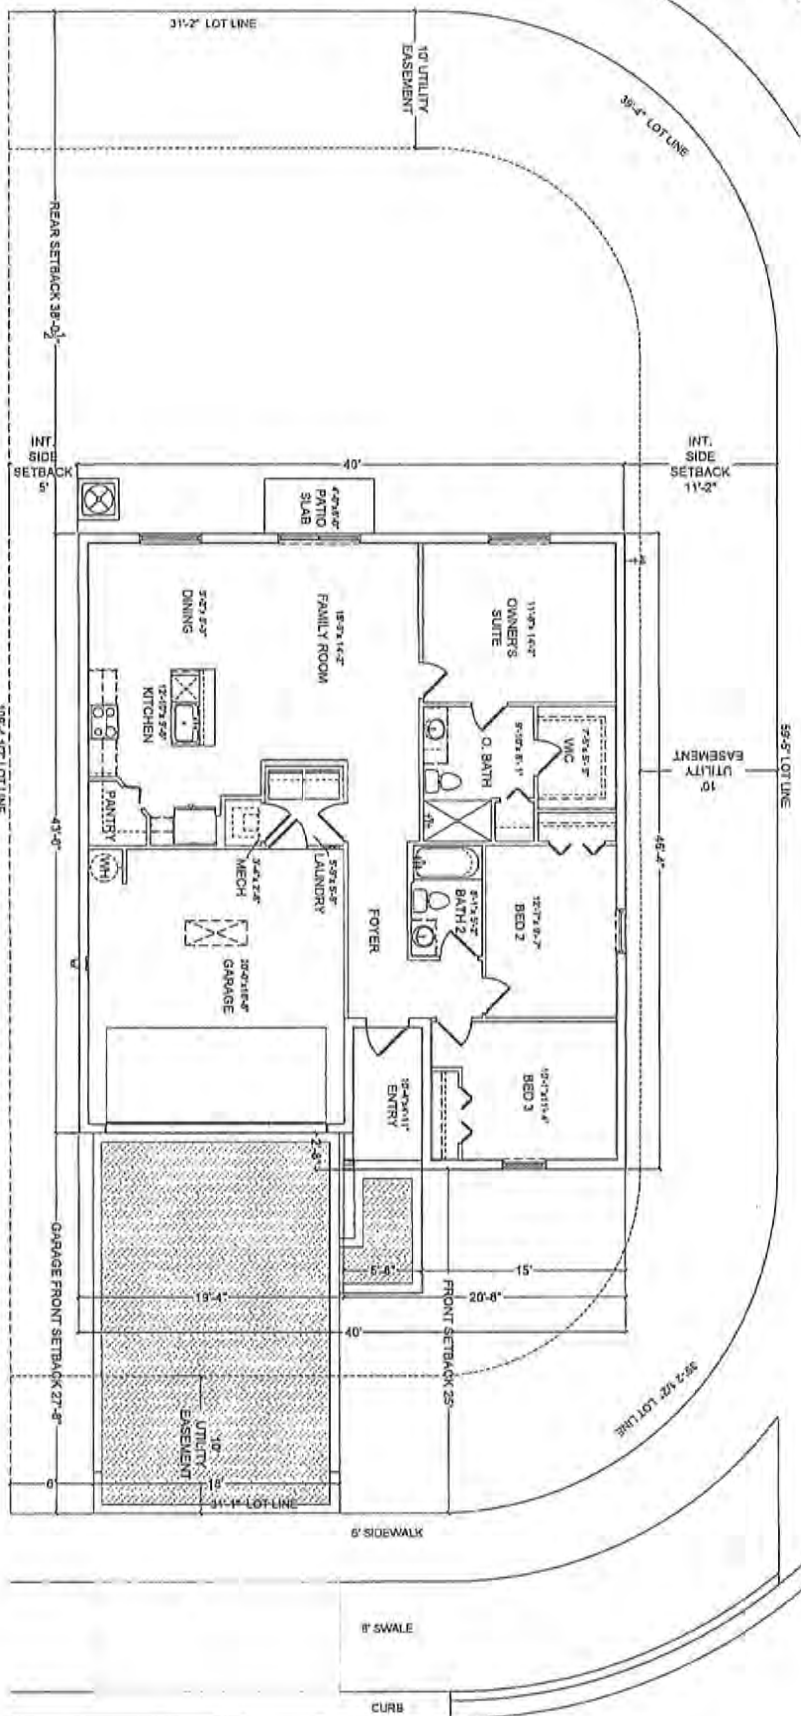 31'-2" LOT LINE
10' UTILITY
EASEMENT
39'-4" LOT LINE
REAR SETBACK 38'-0½"
INT.
SIDE
SETBACK
5'
40'
INT.
SIDE
SETBACK
11'-2"
PATIO
SLAB
OWNER'S
SUITE
FAMILY ROOM
DINING
KITCHEN
O. BATH
WIC
10'
UTILITY
EASEMENT
59'-5" LOT LINE
PANTRY
WH
MECH
LAUNDRY
43'-8"
46'-4"
FOYER
BATH 2
BED 2
GARAGE
ENTRY
BED 3
2'-8"
5'-8"
15'
19'-4"
20'-8"
40'
GARAGE FRONT SETBACK 27'-8"
FRONT SETBACK 25'
39'-2 1/2" LOT LINE
10'
UTILITY
EASEMENT
6'
18'
31'-1" LOT LINE
5' SIDEWALK
8' SWALE
CURB